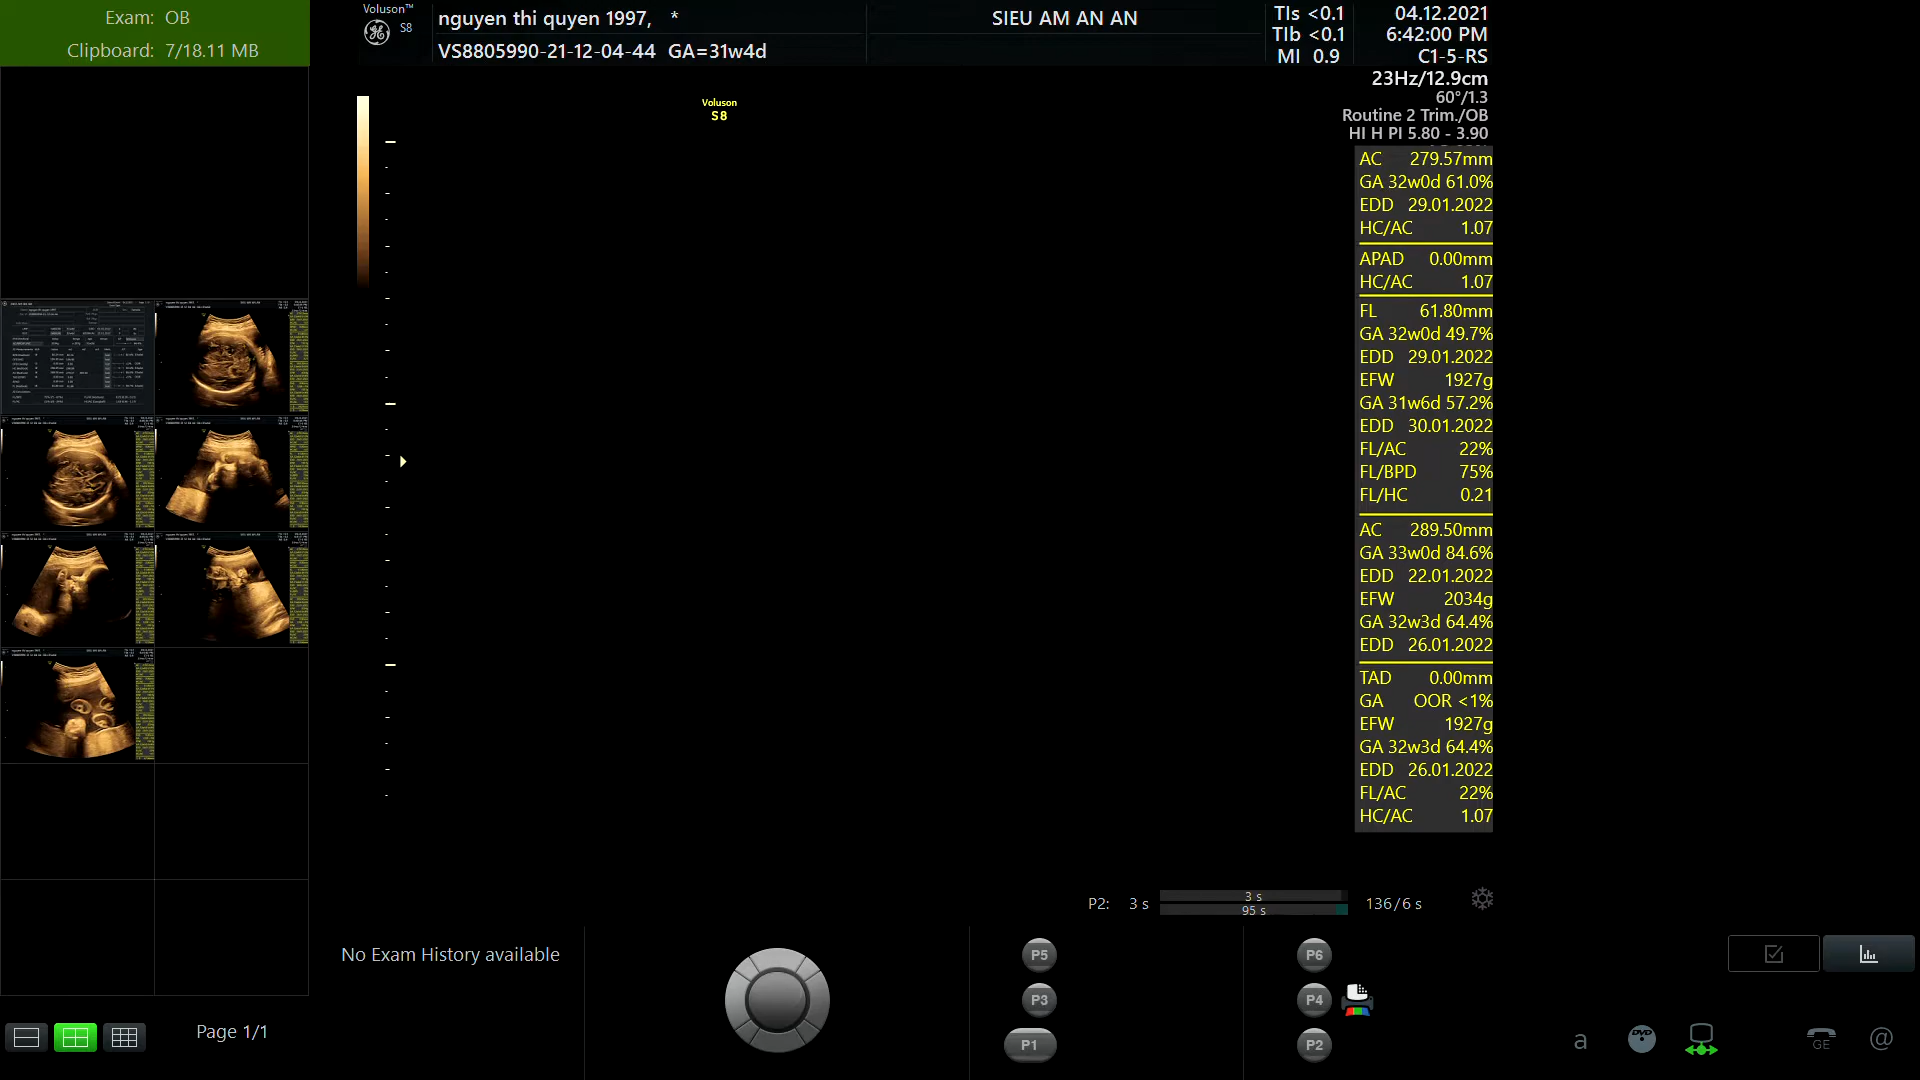 Exam: OB
Clipboard: 7/18.11 MB
Voluson™
S8
nguyen thi quyen 1997, *
VS8805990-21-12-04-44 GA=31w4d
SIEU AM AN AN
TIs <0.1
TIb <0.1
MI 0.9
04.12.2021
6:42:00 PM
C1-5-RS
23Hz/12.9cm
60°/1.3
Routine 2 Trim./OB
HI H PI 5.80 - 3.90
Voluson
S8
AC 279.57mm
GA 32w0d 61.0%
EDD 29.01.2022
HC/AC 1.07
APAD 0.00mm
HC/AC 1.07
FL 61.80mm
GA 32w0d 49.7%
EDD 29.01.2022
EFW 1927g
GA 31w6d 57.2%
EDD 30.01.2022
FL/AC 22%
FL/BPD 75%
FL/HC 0.21
AC 289.50mm
GA 33w0d 84.6%
EDD 22.01.2022
EFW 2034g
GA 32w3d 64.4%
EDD 26.01.2022
TAD 0.00mm
GA OOR <1%
EFW 1927g
GA 32w3d 64.4%
EDD 26.01.2022
FL/AC 22%
HC/AC 1.07
P2: 3 s
3 s
95 s
136/6 s
No Exam History available
P5
P3
P1
P6
P4
P2
Page 1/1
a
DVD
GE
@